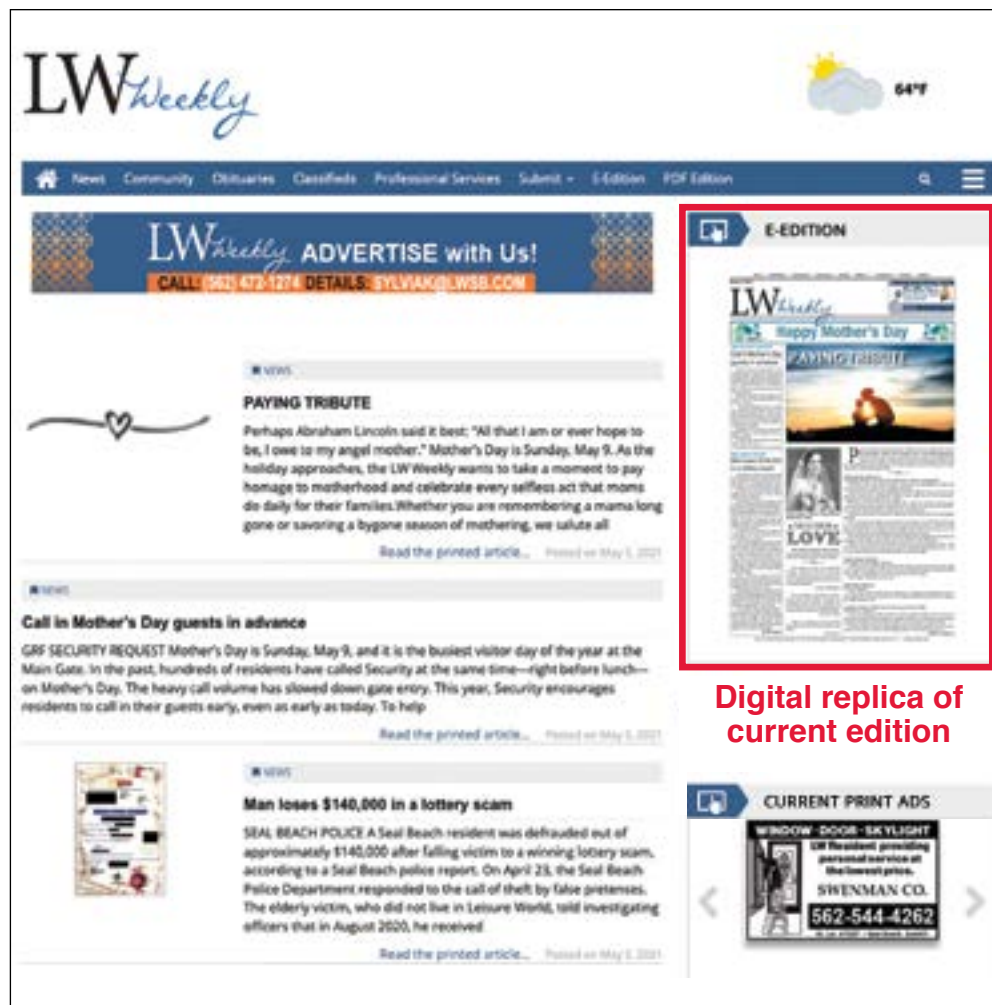 LW Weekly
64°F
News Community Obituaries Classifieds Professional Services Submit E-Edition PDF Edition
LW Weekly ADVERTISE with Us!
CALL: (562) 472-1274 DETAILS: SYLVIAK@LWSB.COM
NEWS
PAYING TRIBUTE
Perhaps Abraham Lincoln said it best: "All that I am or ever hope to
be, I owe to my angel mother." Mother's Day is Sunday, May 9. As the
holiday approaches, the LW Weekly wants to take a moment to pay
homage to motherhood and celebrate every selfless act that moms
do daily for their families.Whether you are remembering a mama long
gone or savoring a bygone season of mothering, we salute all
Read the printed article... Posted on May 5, 2021
NEWS
Call in Mother's Day guests in advance
GRF SECURITY REQUEST Mother's Day is Sunday, May 9, and it is the busiest visitor day of the year at the
Main Gate. In the past, hundreds of residents have called Security at the same time—right before lunch—
on Mother's Day. The heavy call volume has slowed down gate entry. This year, Security encourages
residents to call in their guests early, even as early as today. To help
Read the printed article... Posted on May 5, 2021
NEWS
Man loses $140,000 in a lottery scam
SEAL BEACH POLICE A Seal Beach resident was defrauded out of
approximately $140,000 after falling victim to a winning lottery scam,
according to a Seal Beach police report. On April 23, the Seal Beach
Police Department responded to the call of theft by false pretenses.
The elderly victim, who did not live in Leisure World, told investigating
officers that in August 2020, he received
Read the printed article... Posted on May 5, 2021
E-EDITION
LW Weekly
Happy Mother's Day
PAYING TRIBUTE
LOVE
Digital replica of
current edition
CURRENT PRINT ADS
WINDOW-DOOR-SKYLIGHT
LW Resident providing
personal service at
the lowest price.
SWENMAN CO.
562-544-4262